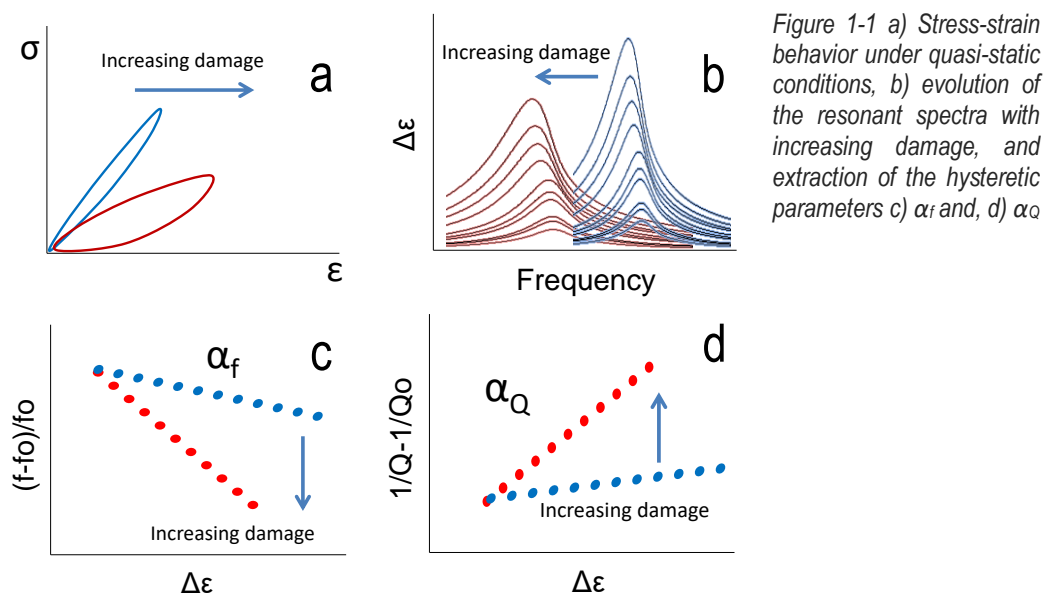 σ
Increasing damage
a
ε
Increasing damage
b
Δε
Frequency
Figure 1-1 a) Stress-strain
behavior under quasi-static
conditions, b) evolution of
the resonant spectra with
increasing damage, and
extraction of the hysteretic
parameters c) αf and, d) αQ
αf
c
(f-fo)/fo
Increasing damage
Δε
d
αQ
1/Q-1/Qo
Increasing damage
Δε